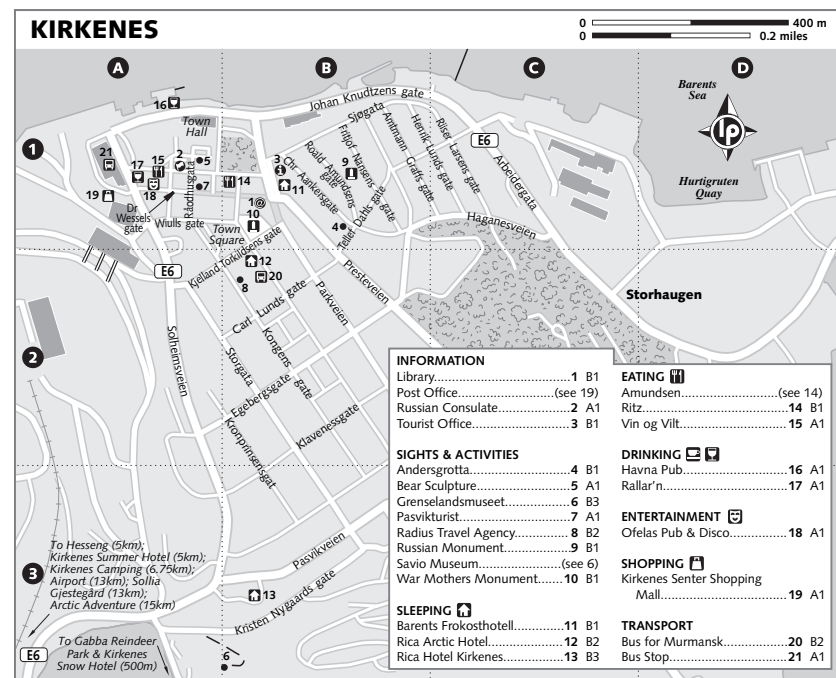 KIRKENES
0 400 m
0 0.2 miles
A
B
C
D
1
2
3
Barents
Sea
lp
Hurtigruten
Quay
16
Johan Knudtzens gate
Town
Hall
Sjøgata
E6
21
17
15
2
5
18
7
14
19
3
11
1
10
9
4
Chr Aankersgate
Roald Amundsens
gate
Fritjof Nansens gate
Amtmann Graffs gate
Henrik Lunds gate
Riiser Larsens gate
Arbeidergata
Rådhusgata
Dr
Wessels
gate
Wiulls
gate
Town
Square
Tellef Dahls gate
Haganesveien
E6
Kjelland Torkildsens gate
12
20
8
Presteveien
Parkveien
Storhaugen
Carl Lunds gate
Solheimsveien
Storgata
Kongens gate
Egebergsgate
Klavenessgate
Kronprinsensgat
Pasvikveien
Kristen Nygaards gate
13
6
To Hesseng (5km);
Kirkenes Summer Hotel (5km);
Kirkenes Camping (6.75km);
Airport (13km); Sollia
Gjestegård (13km);
Arctic Adventure (15km)
E6
To Gabba Reindeer
Park & Kirkenes
Snow Hotel (500m)
INFORMATION
Library 1 B1
Post Office (see 19)
Russian Consulate 2 A1
Tourist Office 3 B1
SIGHTS & ACTIVITIES
Andersgrotta 4 B1
Bear Sculpture 5 A1
Grenselandsmuseet 6 B3
Pasvikturist 7 A1
Radius Travel Agency 8 B2
Russian Monument 9 B1
Savio Museum (see 6)
War Mothers Monument 10 B1
SLEEPING
Barents Frokosthotell 11 B1
Rica Arctic Hotel 12 B2
Rica Hotel Kirkenes 13 B3
EATING
Amundsen (see 14)
Ritz 14 B1
Vin og Vilt 15 A1
DRINKING
Havna Pub 16 A1
Rallar'n 17 A1
ENTERTAINMENT
Ofelas Pub & Disco 18 A1
SHOPPING
Kirkenes Senter Shopping
Mall 19 A1
TRANSPORT
Bus for Murmansk 20 B2
Bus Stop 21 A1